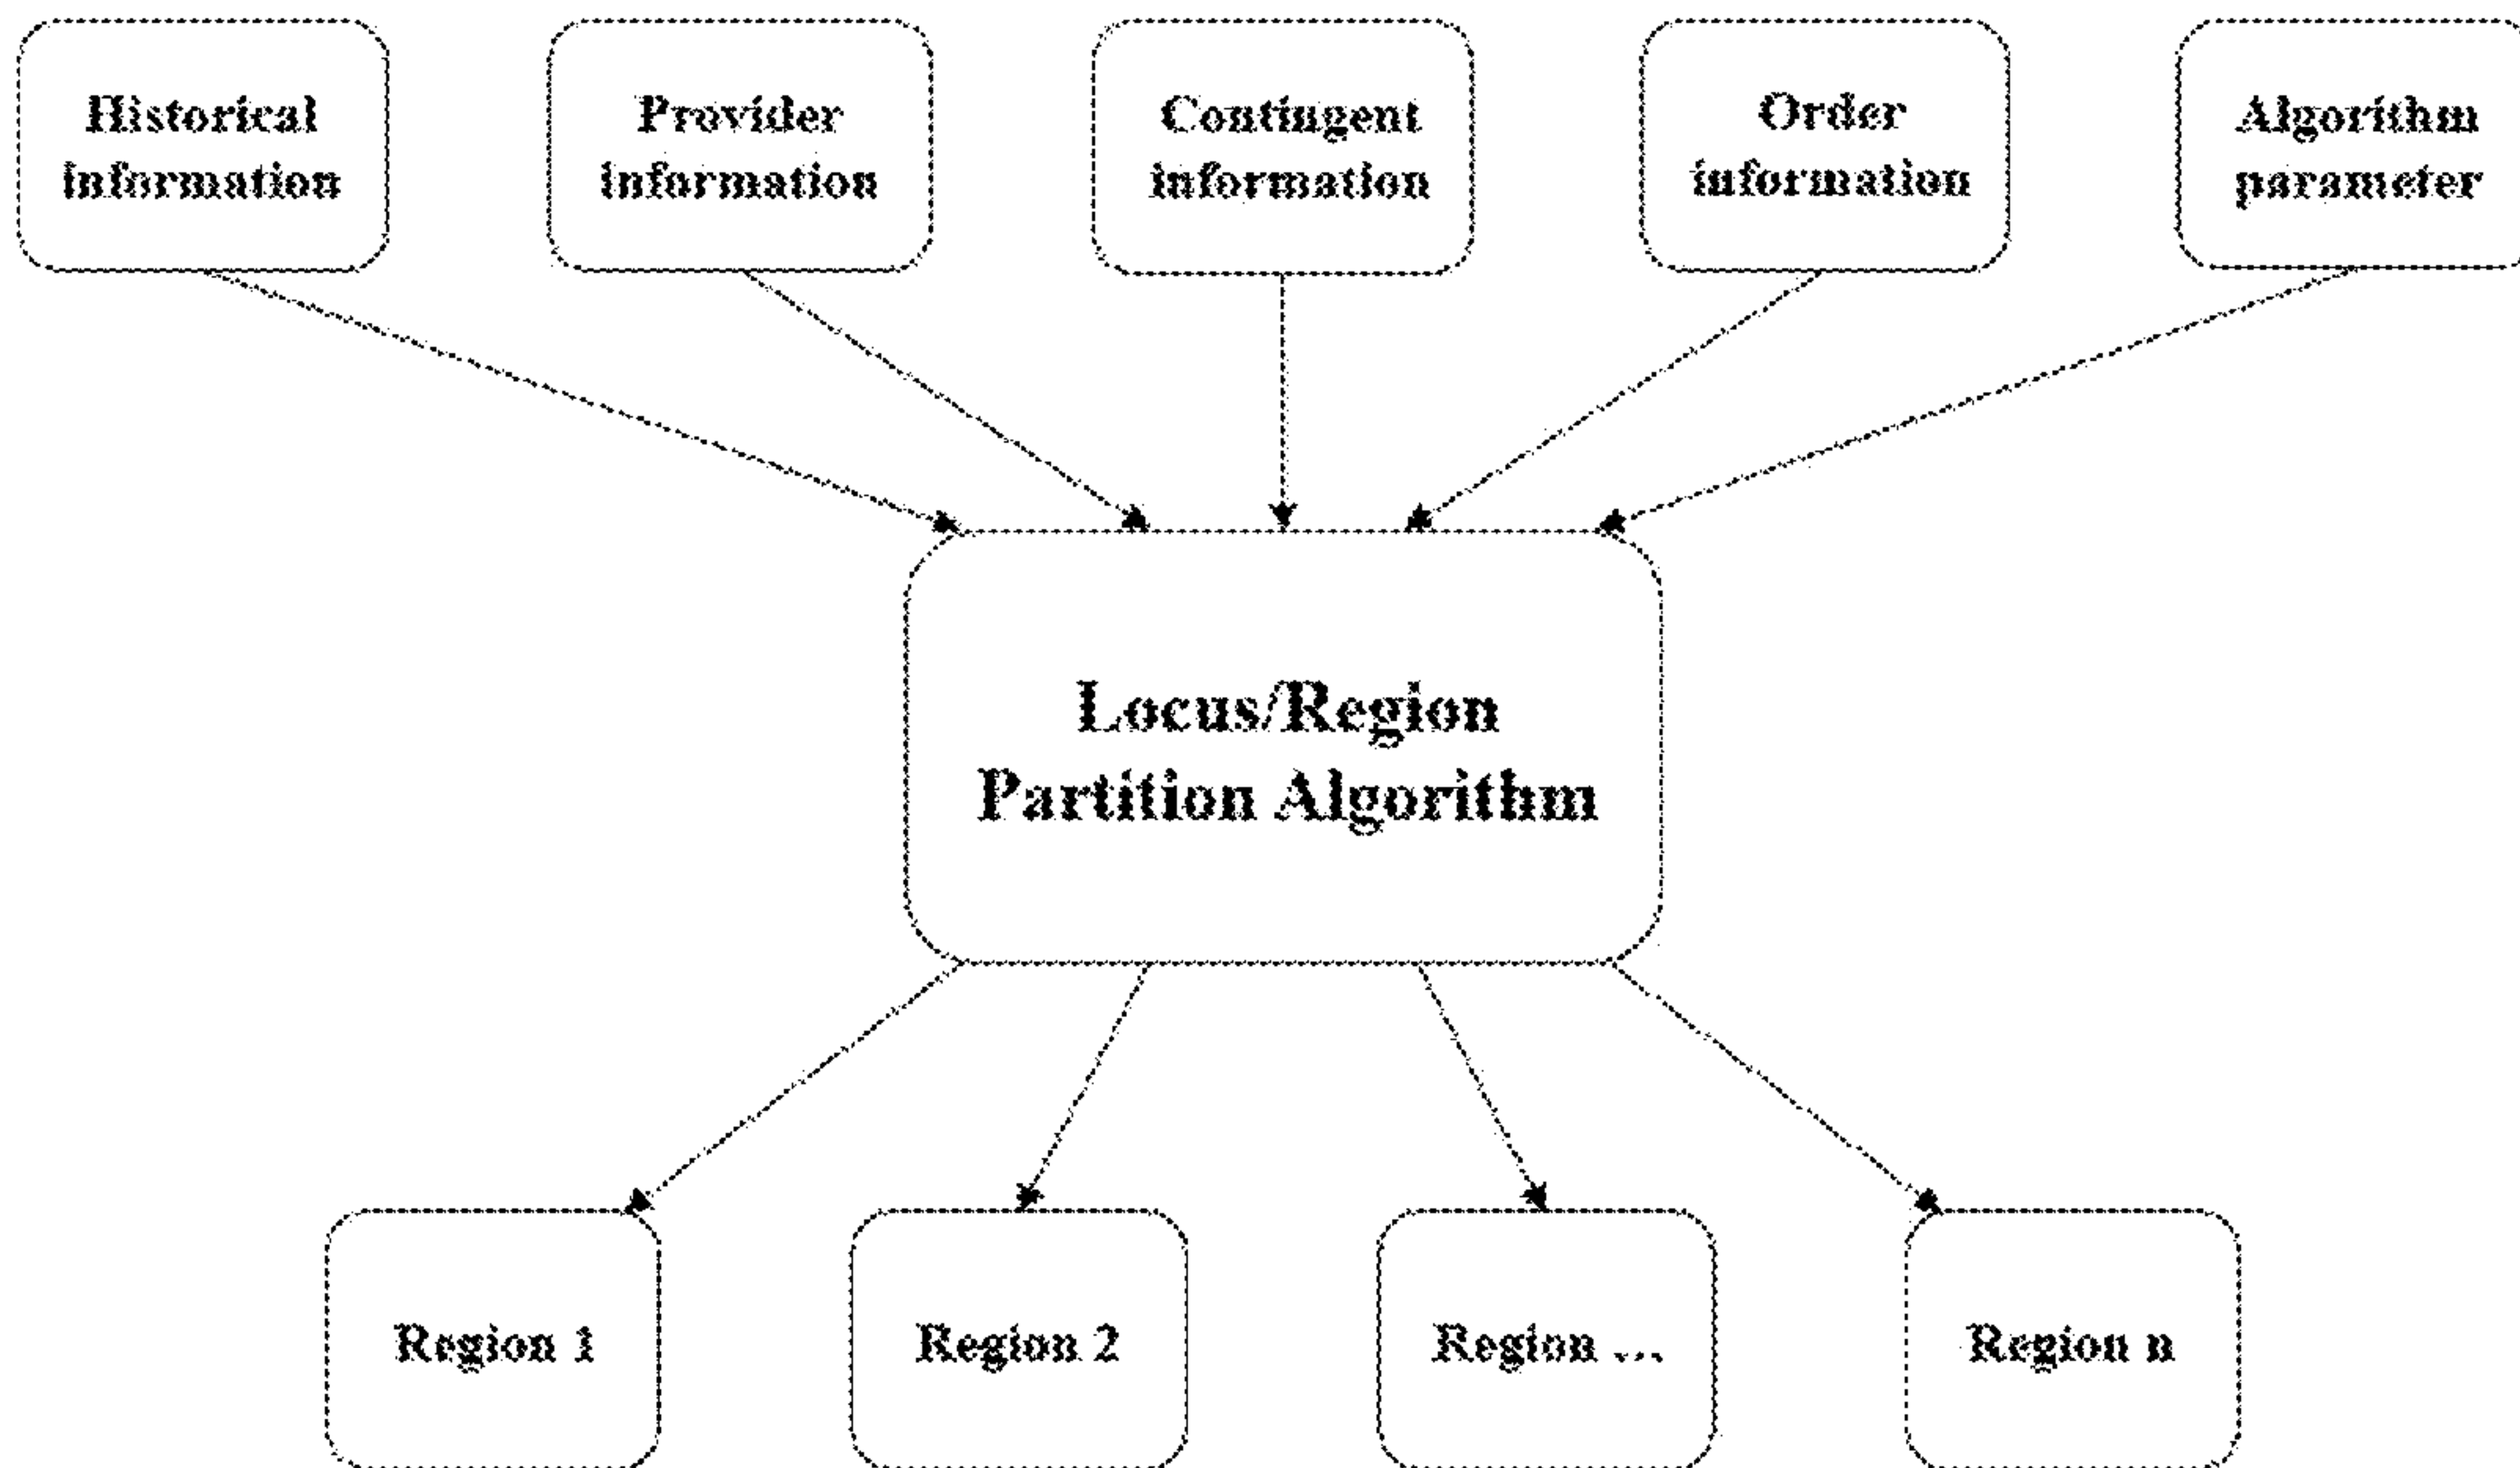 Historical
information
Provider
information
Contingent
information
Order
information
Algorithm
parameter
Locus/Region
Partition Algorithm
Region 1
Region 2
Region ...
Region n